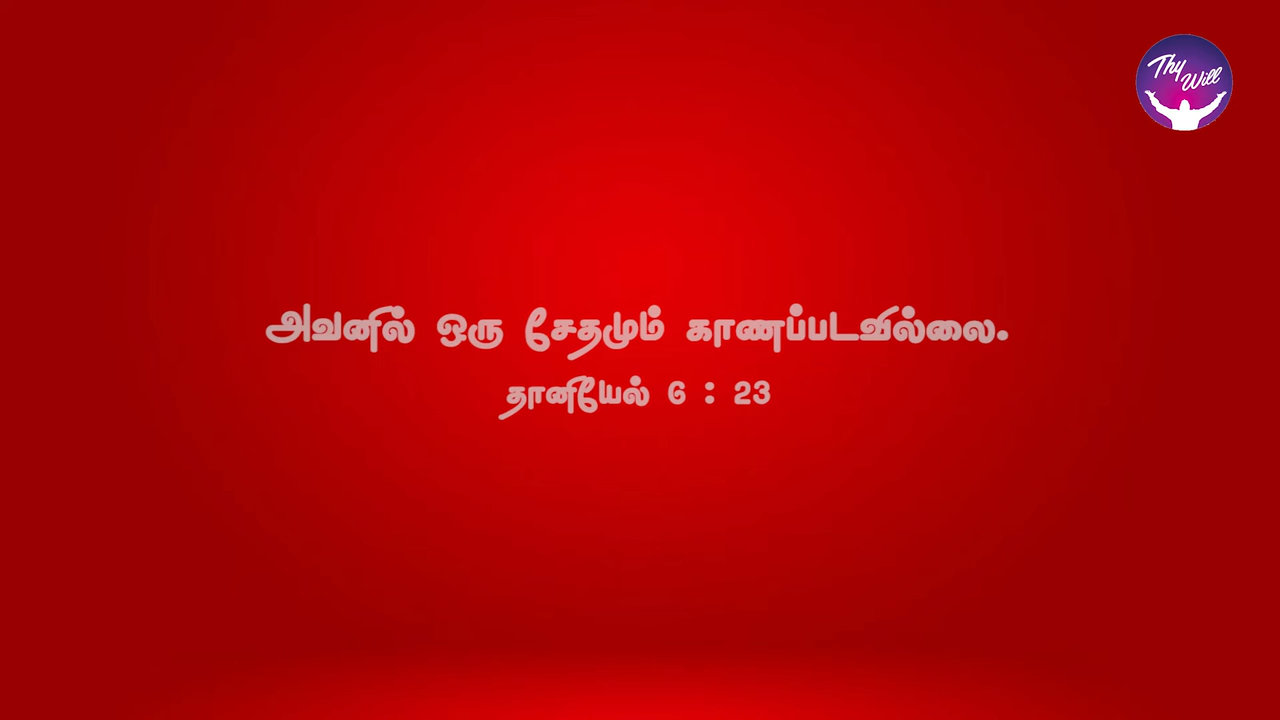 Thy Will
அவனில் ஒரு சேதமும் காணப்படவில்லை.
தானியேல் 6 : 23